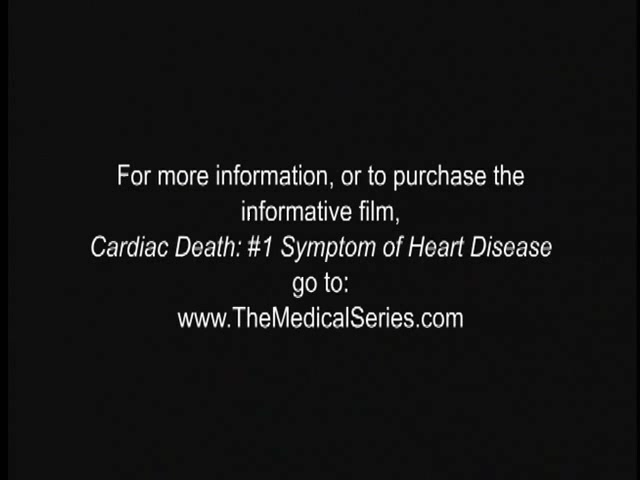 For more information, or to purchase the
informative film,
Cardiac Death: #1 Symptom of Heart Disease
go to:
www.TheMedicalSeries.com